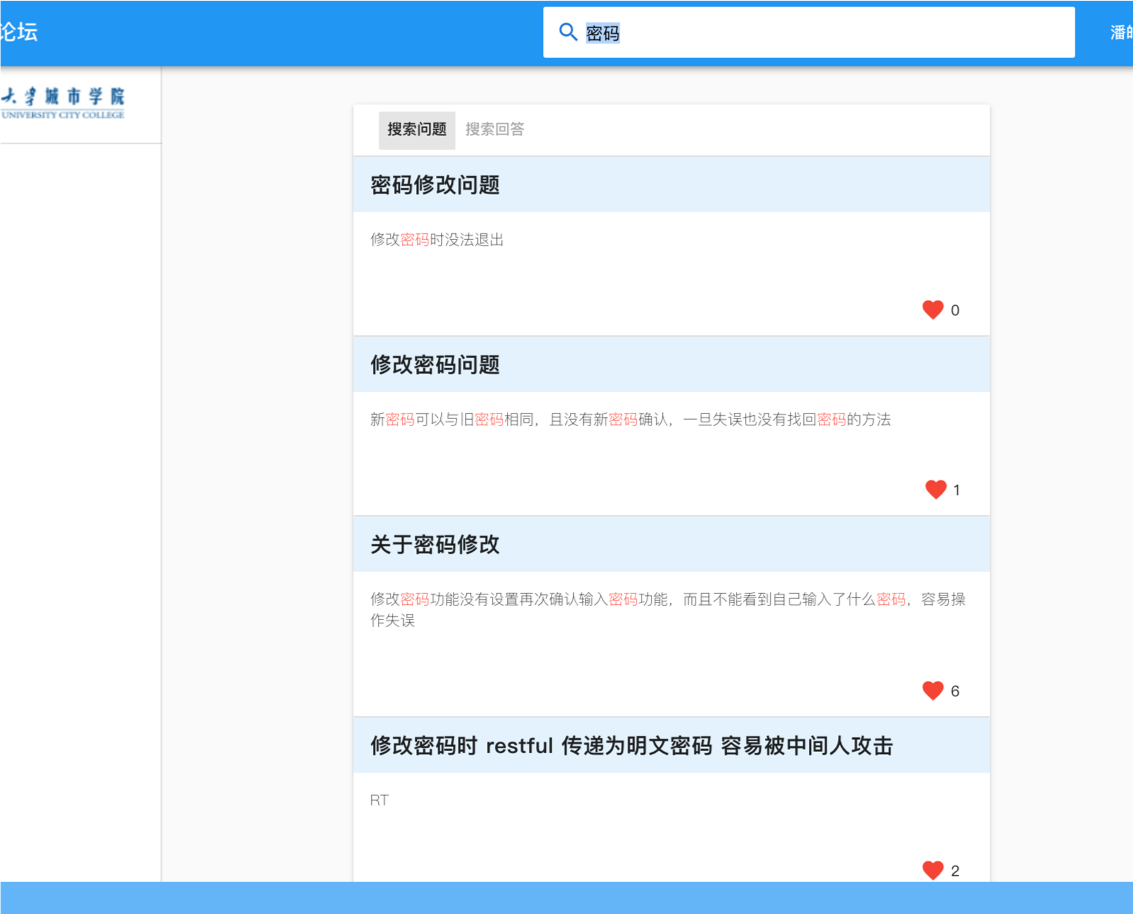 论坛
密码
大学城市学院
UNIVERSITY CITY COLLEGE
搜索问题 搜索回答
密码修改问题
修改密码时没法退出
0
修改密码问题
新密码可以与旧密码相同，且没有新密码确认，一旦失误也没有找回密码的方法
1
关于密码修改
修改密码功能没有设置再次确认输入密码功能，而且不能看到自己输入了什么密码，容易操
作失误
6
修改密码时 restful 传递为明文密码 容易被中间人攻击
RT
2